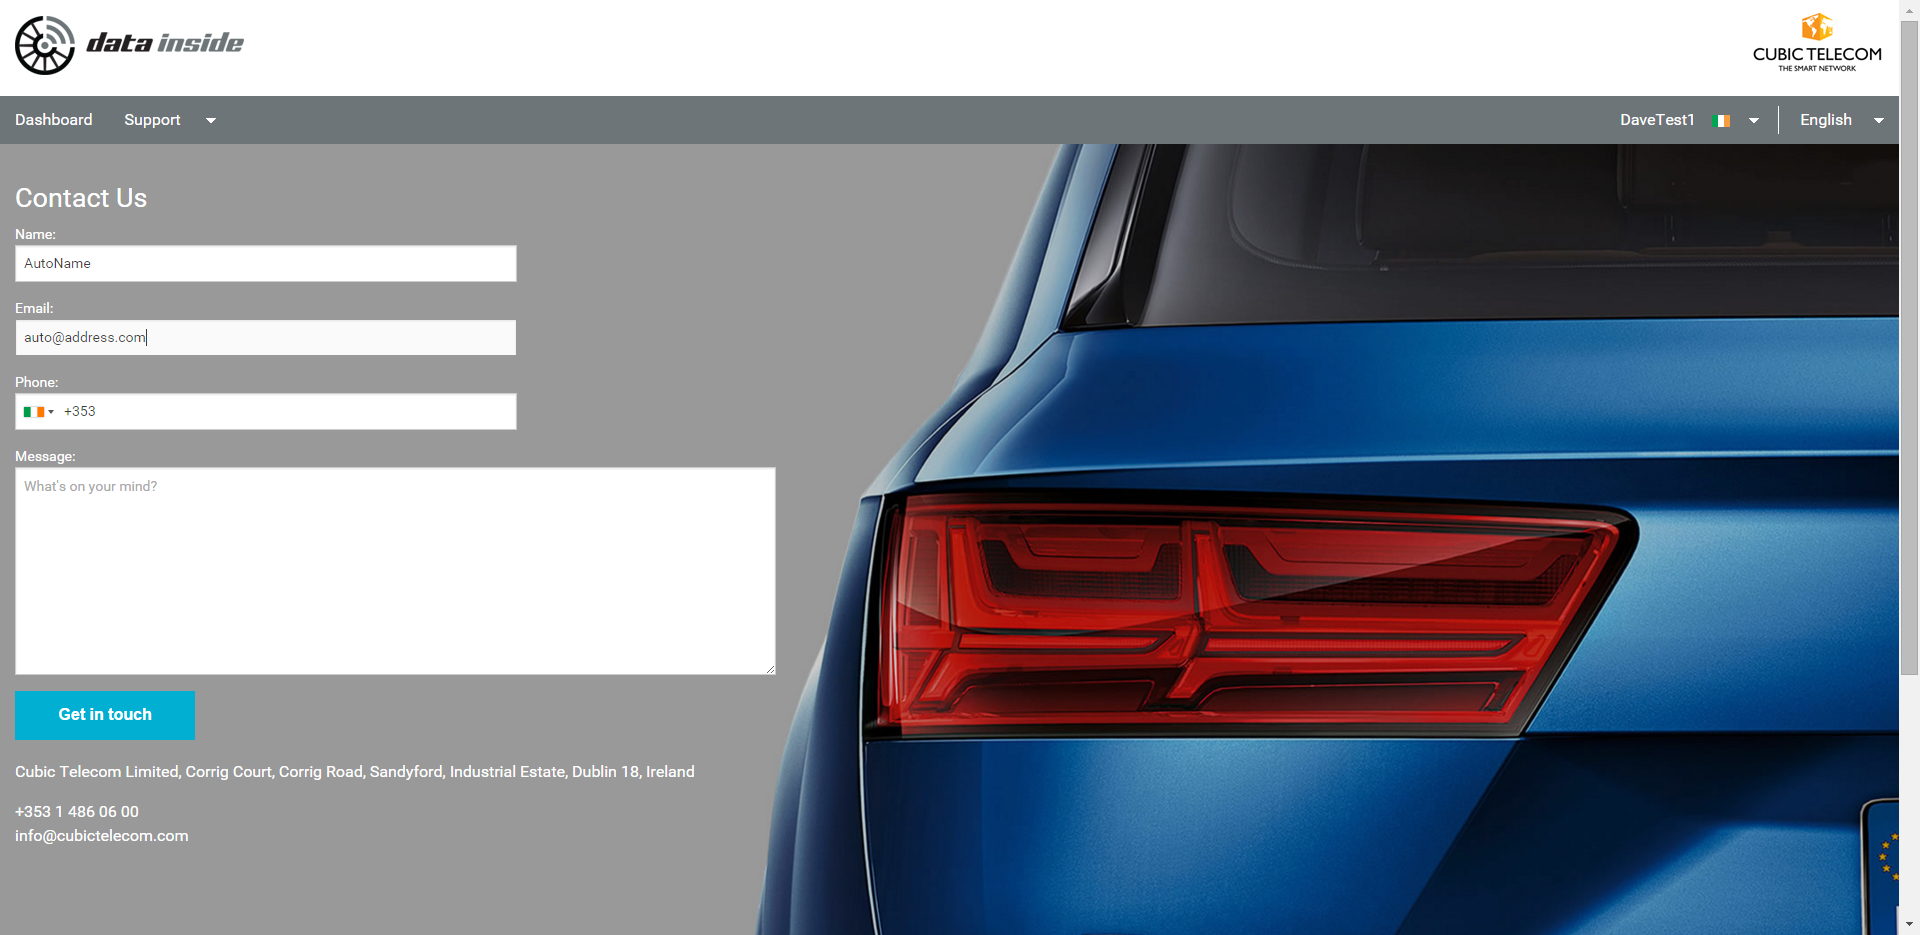 data inside
CUBIC TELECOM
THE SMART NETWORK
Dashboard
Support
DaveTest1
English
Contact Us
Name:
AutoName
Email:
auto@address.com
Phone:
+353
Message:
What's on your mind?
Get in touch
Cubic Telecom Limited, Corrig Court, Corrig Road, Sandyford, Industrial Estate, Dublin 18, Ireland
+353 1 486 06 00
info@cubictelecom.com